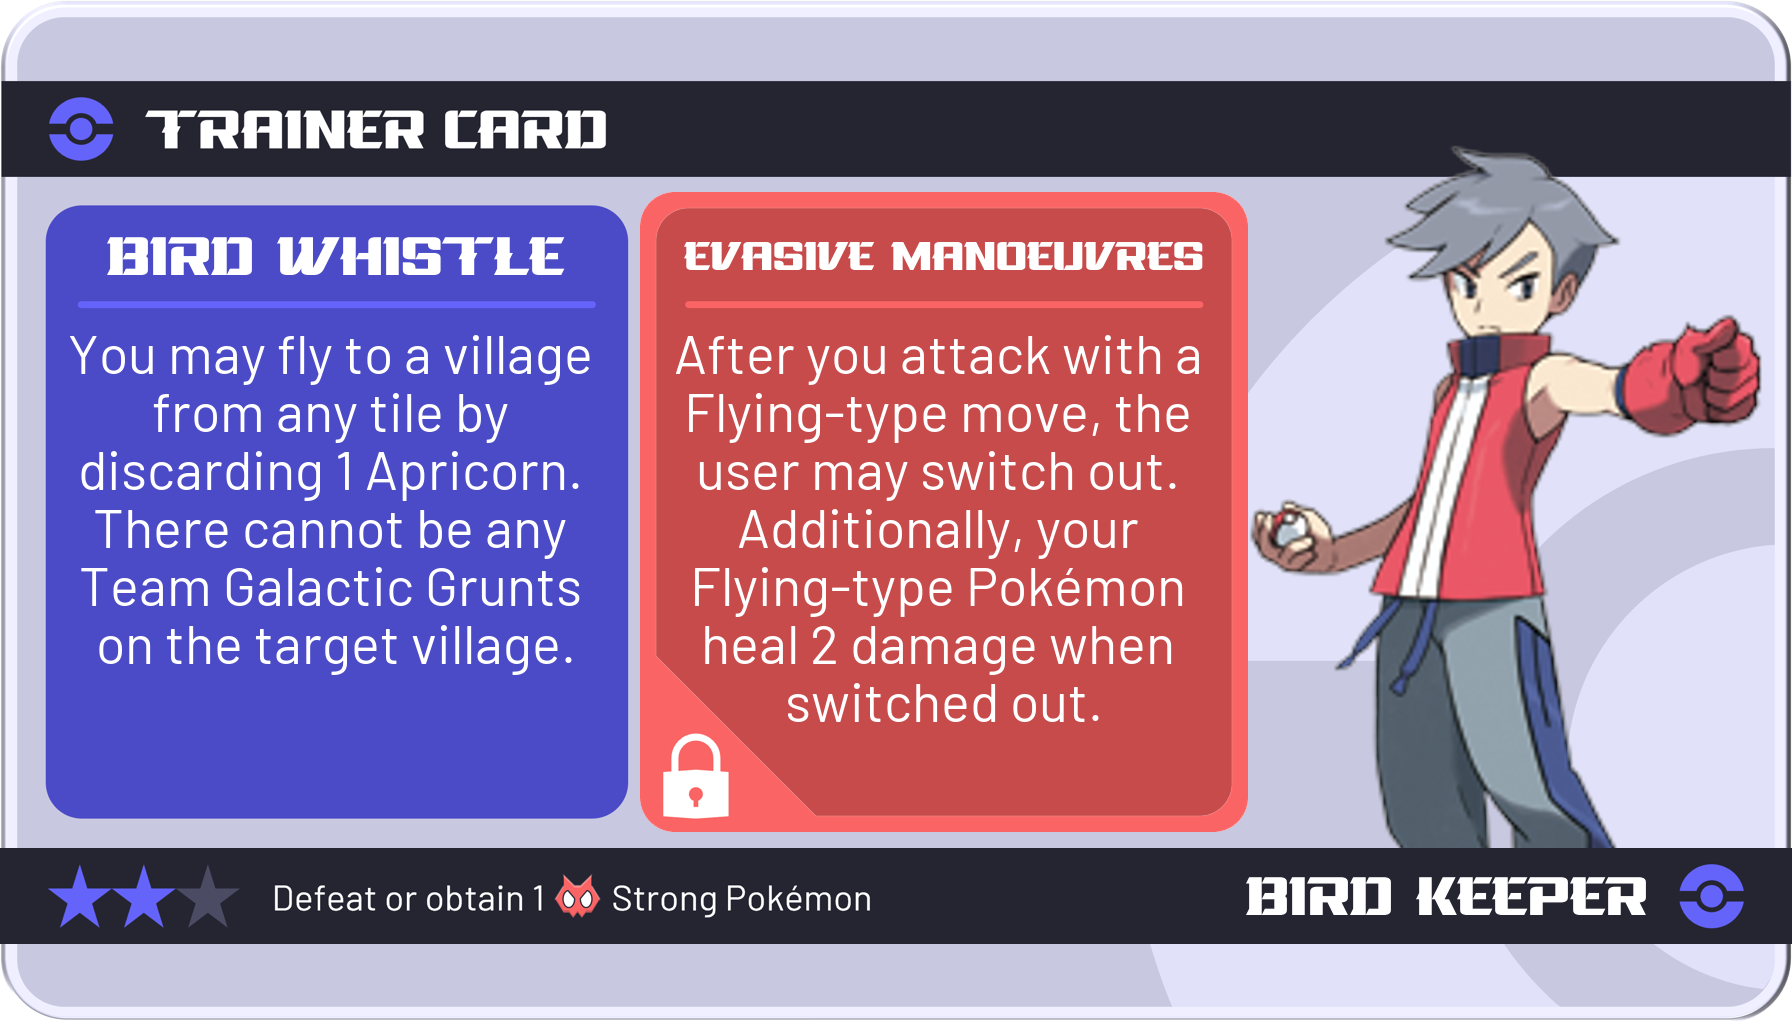 TRAINER CARD
BIRD WHISTLE
You may fly to a village
from any tile by
discarding 1 Apricorn.
There cannot be any
Team Galactic Grunts
on the target village.
EVASIVE MANOEUVRES
After you attack with a
Flying-type move, the
user may switch out.
Additionally, your
Flying-type Pokémon
heal 2 damage when
switched out.
Defeat or obtain 1 Strong Pokémon
BIRD KEEPER